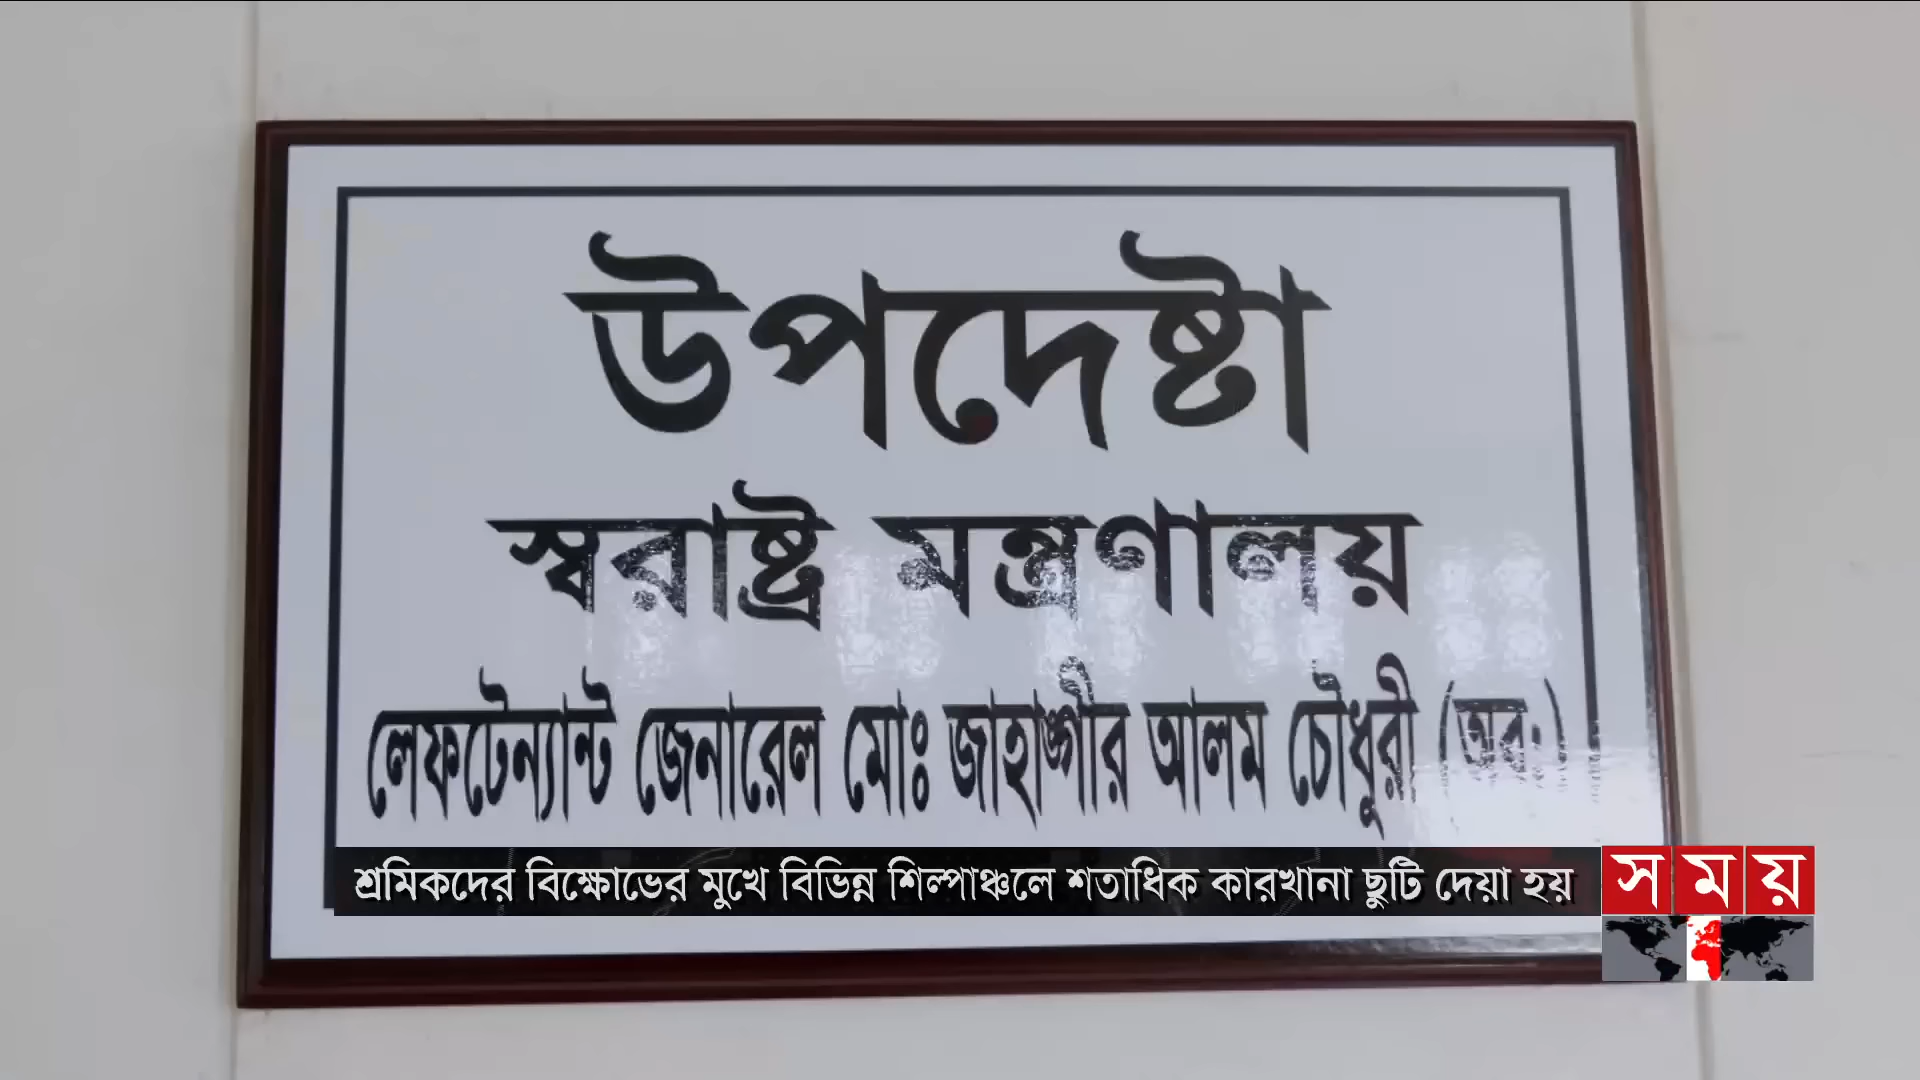 উপদেষ্টা
স্বরাষ্ট্র মন্ত্রণালয়
লেফটেন্যান্ট জেনারেল মোঃ জাহাঙ্গীর আলম চৌধুরী (অবঃ)
শ্রমিকদের বিক্ষোভের মুখে বিভিন্ন শিল্পাঞ্চলে শতাধিক কারখানা ছুটি দেয়া হয়
সময়